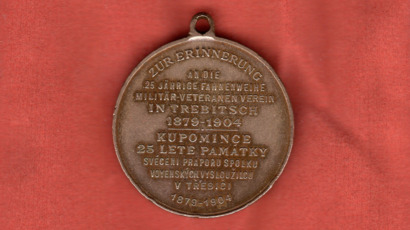 ZUR ERINNERUNG
AN DIE
25 JÄHRIGE FAHNENWEIHE
MILITÄR-VETERANEN VEREIN
IN TREBITSCH
1879-1904
KUPOMÍNCE
25 LETÉ PAMÁTKY
SVĚCENÍ PRAPORU SPOLKU
VOJENSKÝCH VYSLOUŽILCŮ
V TŘEBÍČI
1879-1904